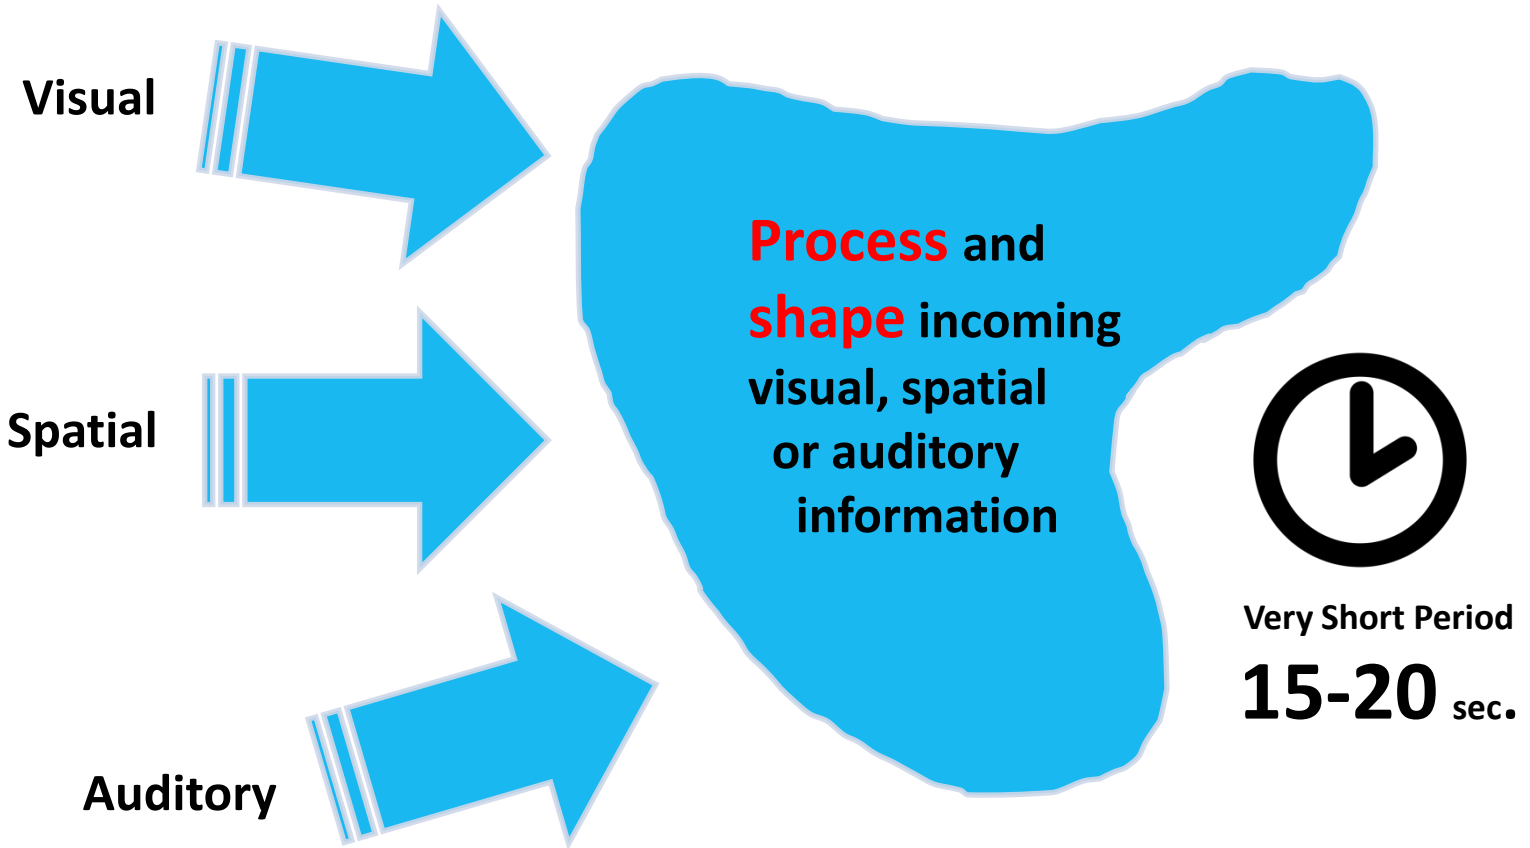 Visual
Spatial
Auditory
Process and
shape incoming
visual, spatial
or auditory
information
Very Short Period
15-20 sec.